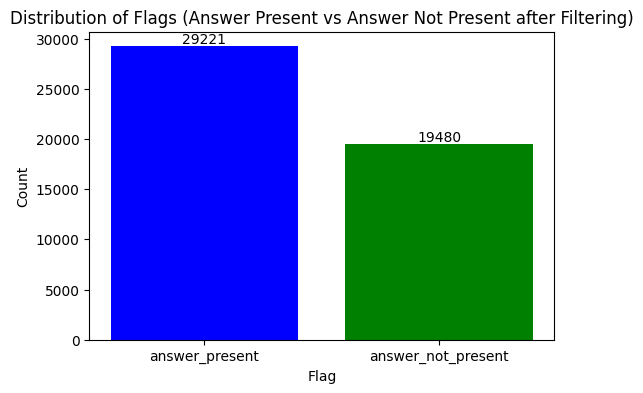 Distribution of Flags (Answer Present vs Answer Not Present after Filtering)
30000
29221
25000
20000
19480
15000
10000
5000
0
Count
answer_present
answer_not_present
Flag